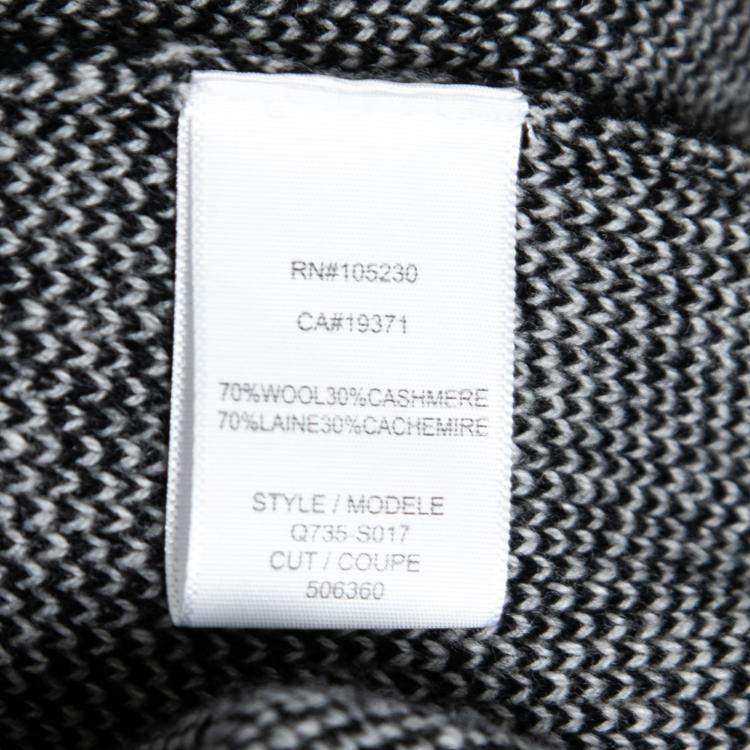 RN#105230
CA#19371
70%WOOL30%CASHMERE
70%LAINE30%CACHEMIRE
STYLE / MODELE
Q735-S017
CUT / COUPE
506360